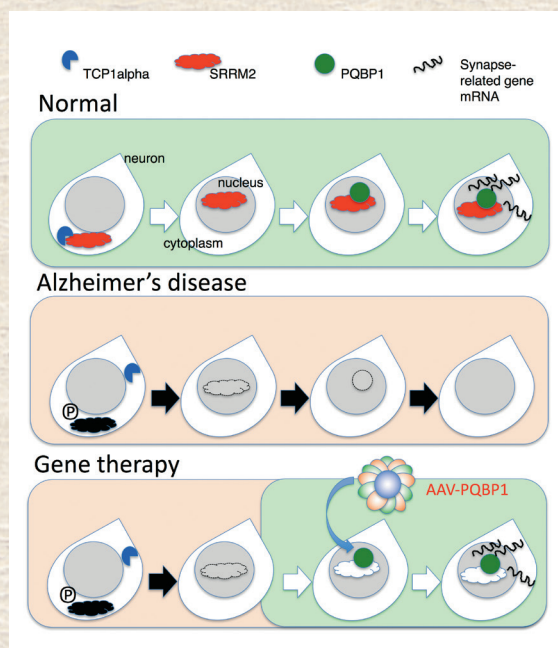 TCP1alpha
SRRM2
PQBP1
Synapse-
related gene
mRNA
Normal
neuron
nucleus
cytoplasm
Alzheimer's disease
P
Gene therapy
AAV-PQBP1
P